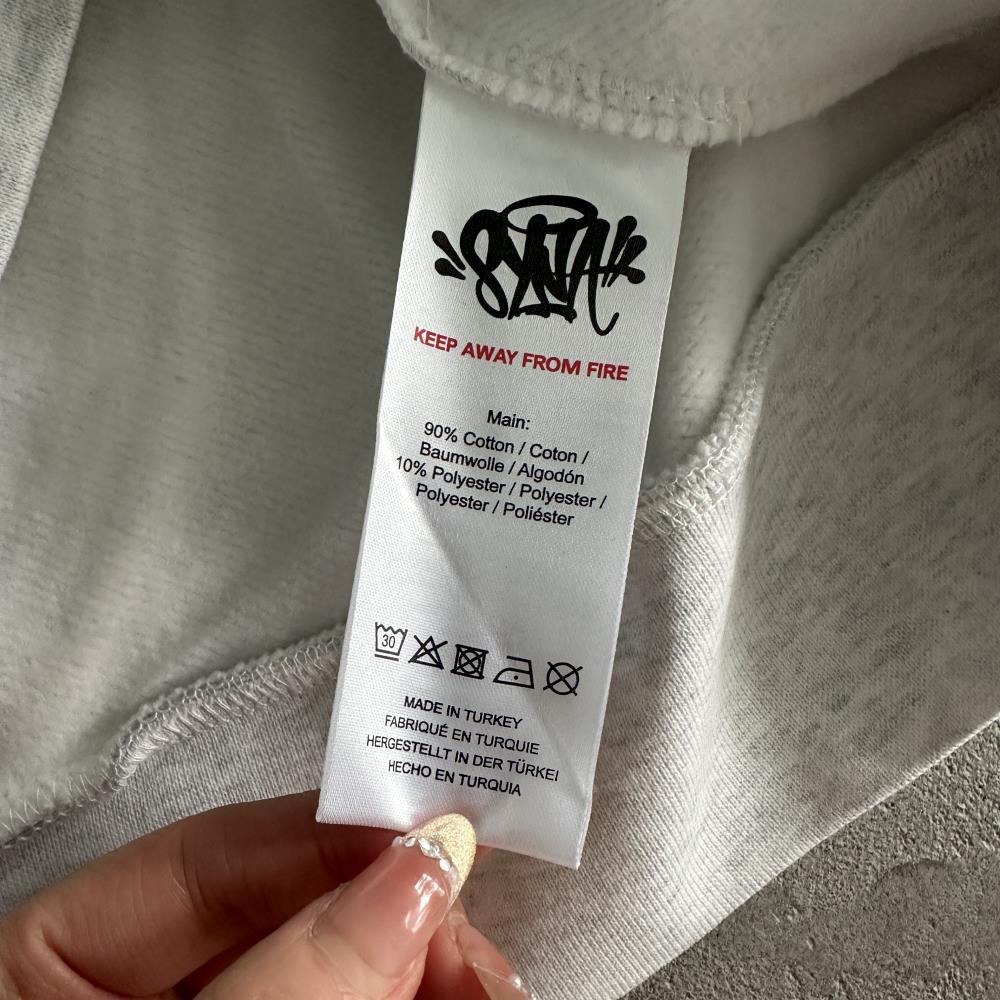 SYNA
KEEP AWAY FROM FIRE
Main:
90% Cotton / Coton /
Baumwolle / Algodón
10% Polyester / Polyester /
Polyester / Poliéster
30
MADE IN TURKEY
FABRIQUÉ EN TURQUIE
HERGESTELLT IN DER TÜRKEI
HECHO EN TURQUIA